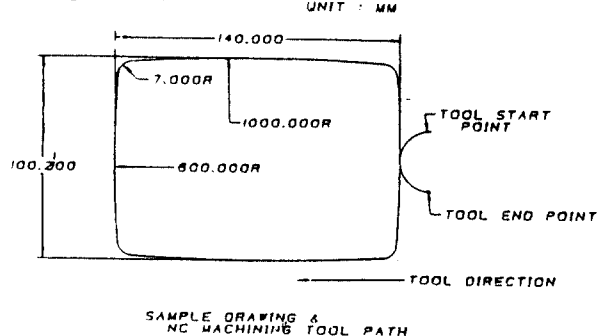 UNIT : MM
140.000
7.000R
1000.000R
TOOL START
POINT
100.200
600.000R
TOOL END POINT
TOOL DIRECTION
SAMPLE DRAWING &
NC MACHINING TOOL PATH